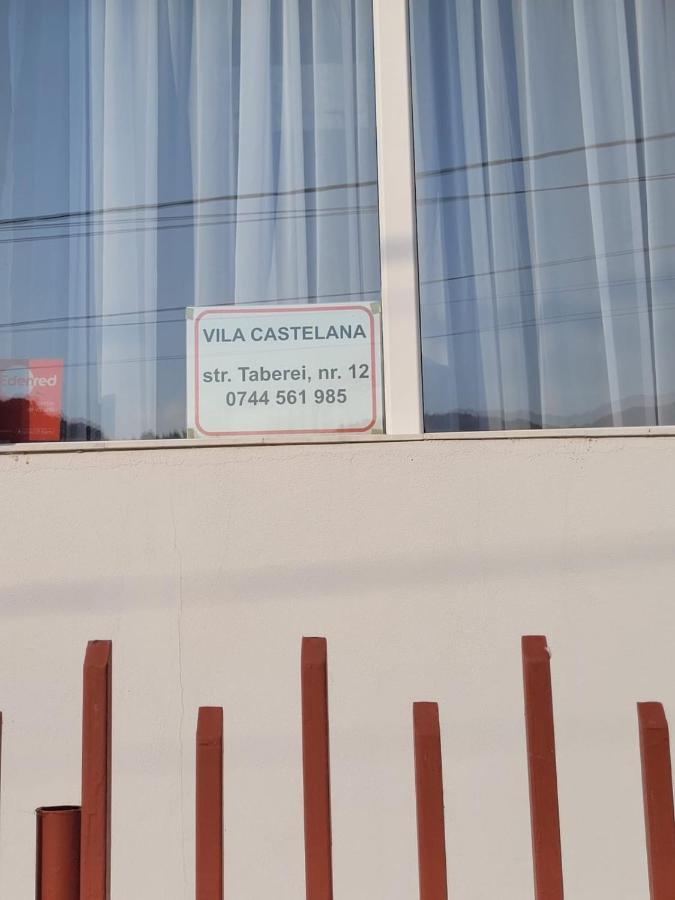 VILA CASTELANA
str. Taberei, nr. 12
0744 561 985
Edenred